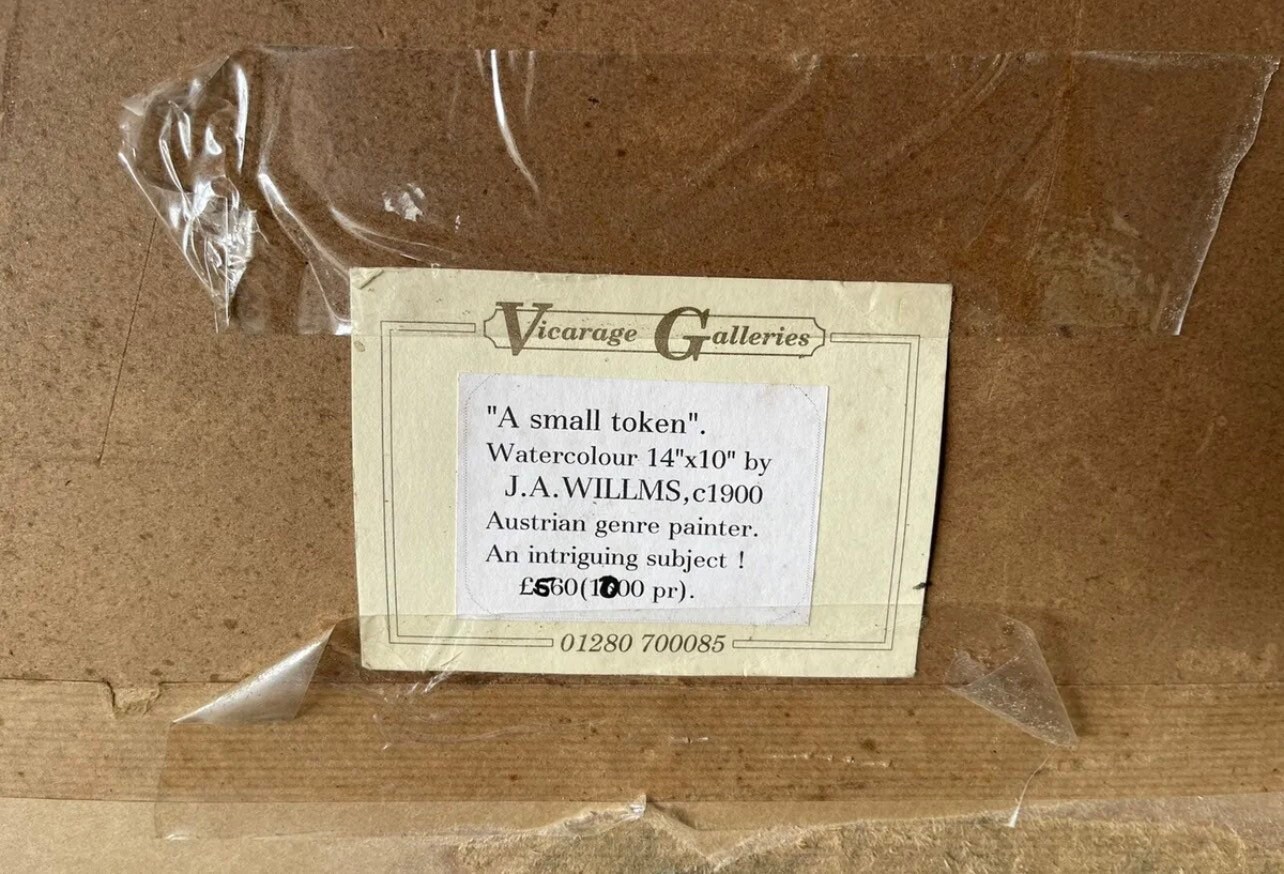 Vicarage Galleries
"A small token".
Watercolour 14"x10" by
J.A.WILLMS,c1900
Austrian genre painter.
An intriguing subject !
£560(1000 pr).
01280 700085